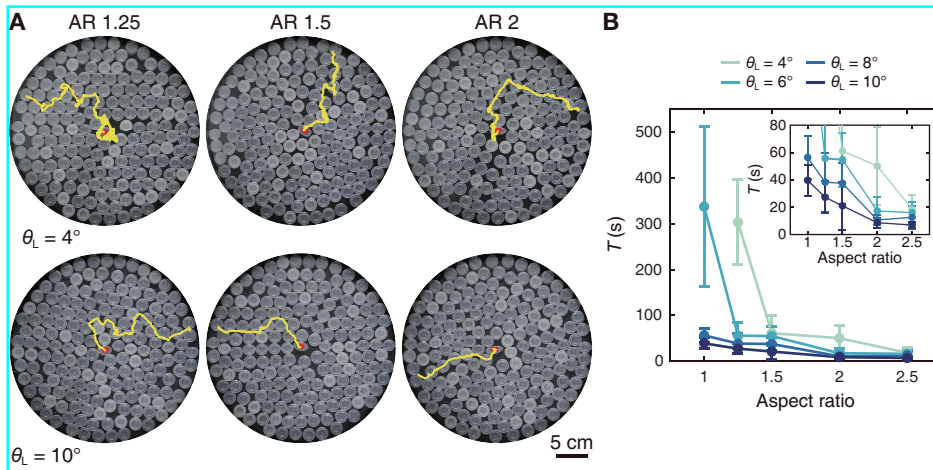 A
AR 1.25
AR 1.5
AR 2
θL = 4°
θL = 10°
5 cm
B
θL = 4°
θL = 8°
θL = 6°
θL = 10°
T (s)
500
400
300
200
100
0
1
1.5
2
2.5
Aspect ratio
T (s)
80
60
40
20
0
1
1.5
2
2.5
Aspect ratio